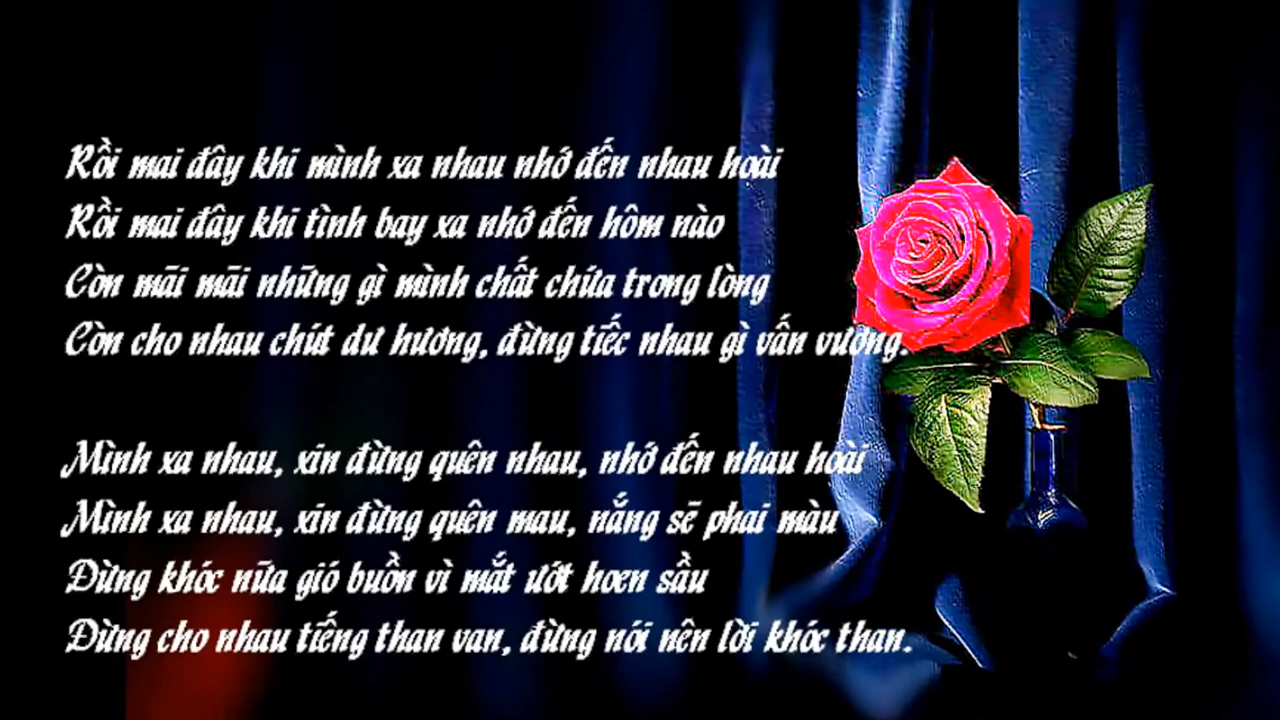 Rồi mai đây khi mình xa nhau nhớ đến nhau hoài
Rồi mai đây khi tình bay xa nhớ đến hôm nào
Còn mãi mãi những gì mình chất chứa trong lòng
Còn cho nhau chút dư hương, đừng tiếc nhau gì vấn vương.
Mình xa nhau, xin đừng quên nhau, nhớ đến nhau hoài
Mình xa nhau, xin đừng quên mau, nắng sẽ phai màu
Đừng khóc nữa gió buồn vì mắt ướt hoen sầu
Đừng cho nhau tiếng than van, đừng nói nên lời khóc than.